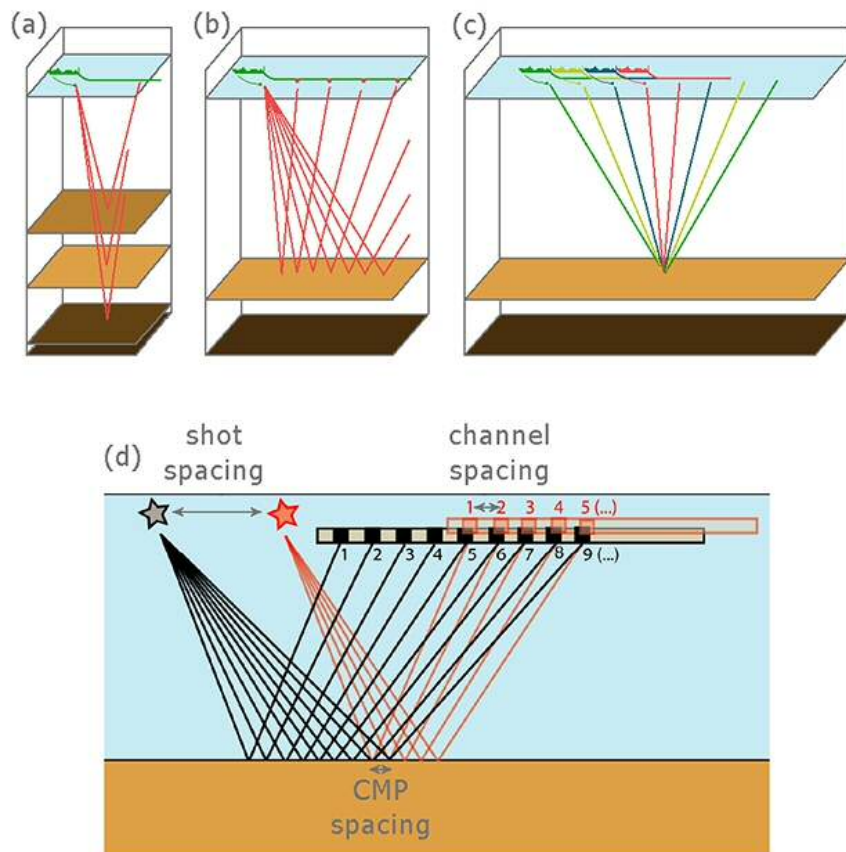 (a)
(b)
(c)
(d)
shot
spacing
channel
spacing
1 2 3 4 5 (...)
1 2 3 4 5 6 7 8 9 (...)
CMP
spacing